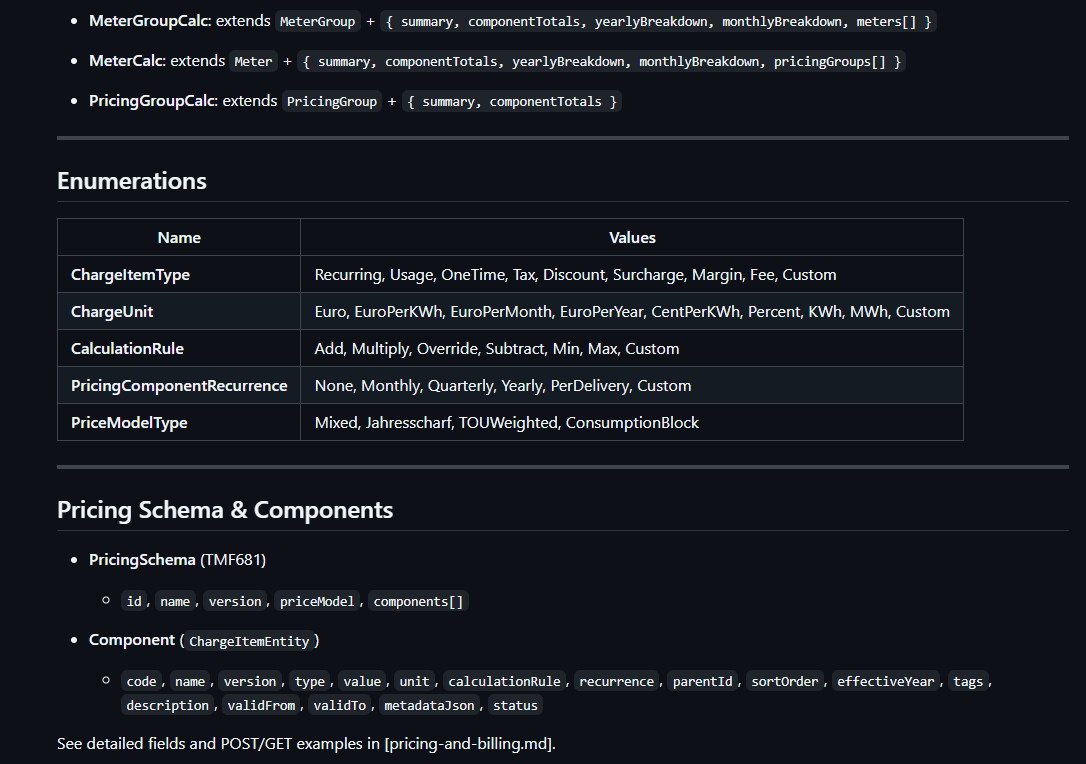 • MeterGroupCalc: extends MeterGroup + { summary, componentTotals, yearlyBreakdown, monthlyBreakdown, meters[] }
• MeterCalc: extends Meter + { summary, componentTotals, yearlyBreakdown, monthlyBreakdown, pricingGroups[] }
• PricingGroupCalc: extends PricingGroup + { summary, componentTotals }
Enumerations
Name Values
ChargeItemType Recurring, Usage, OneTime, Tax, Discount, Surcharge, Margin, Fee, Custom
ChargeUnit Euro, EuroPerKWh, EuroPerMonth, EuroPerYear, CentPerKWh, Percent, KWh, MWh, Custom
CalculationRule Add, Multiply, Override, Subtract, Min, Max, Custom
PricingComponentRecurrence None, Monthly, Quarterly, Yearly, PerDelivery, Custom
PriceModelType Mixed, Jahresscharf, TOUWeighted, ConsumptionBlock
Pricing Schema & Components
• PricingSchema (TMF681)
◦ id, name, version, priceModel, components[]
• Component (ChargeItemEntity)
◦ code, name, version, type, value, unit, calculationRule, recurrence, parentId, sortOrder, effectiveYear, tags,
description, validFrom, validTo, metadataJson, status
See detailed fields and POST/GET examples in [pricing-and-billing.md].